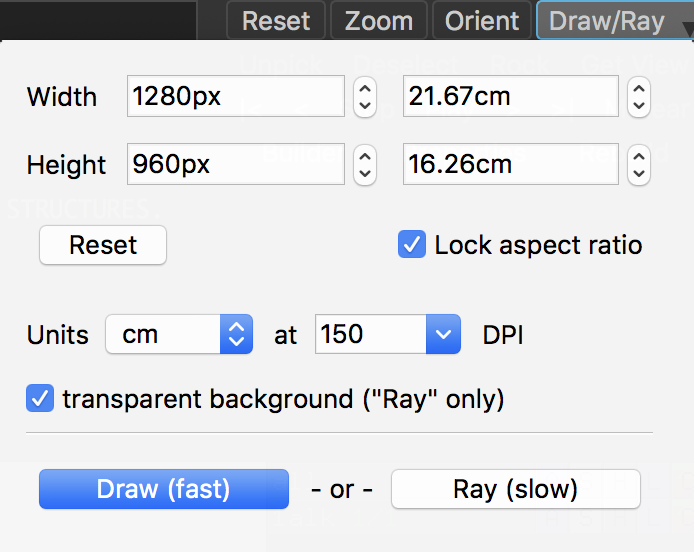 Reset Zoom Orient Draw/Ray
Width 1280px 21.67cm
Height 960px 16.26cm
Reset Lock aspect ratio
Units cm at 150 DPI
transparent background ("Ray" only)
Draw (fast) - or - Ray (slow)